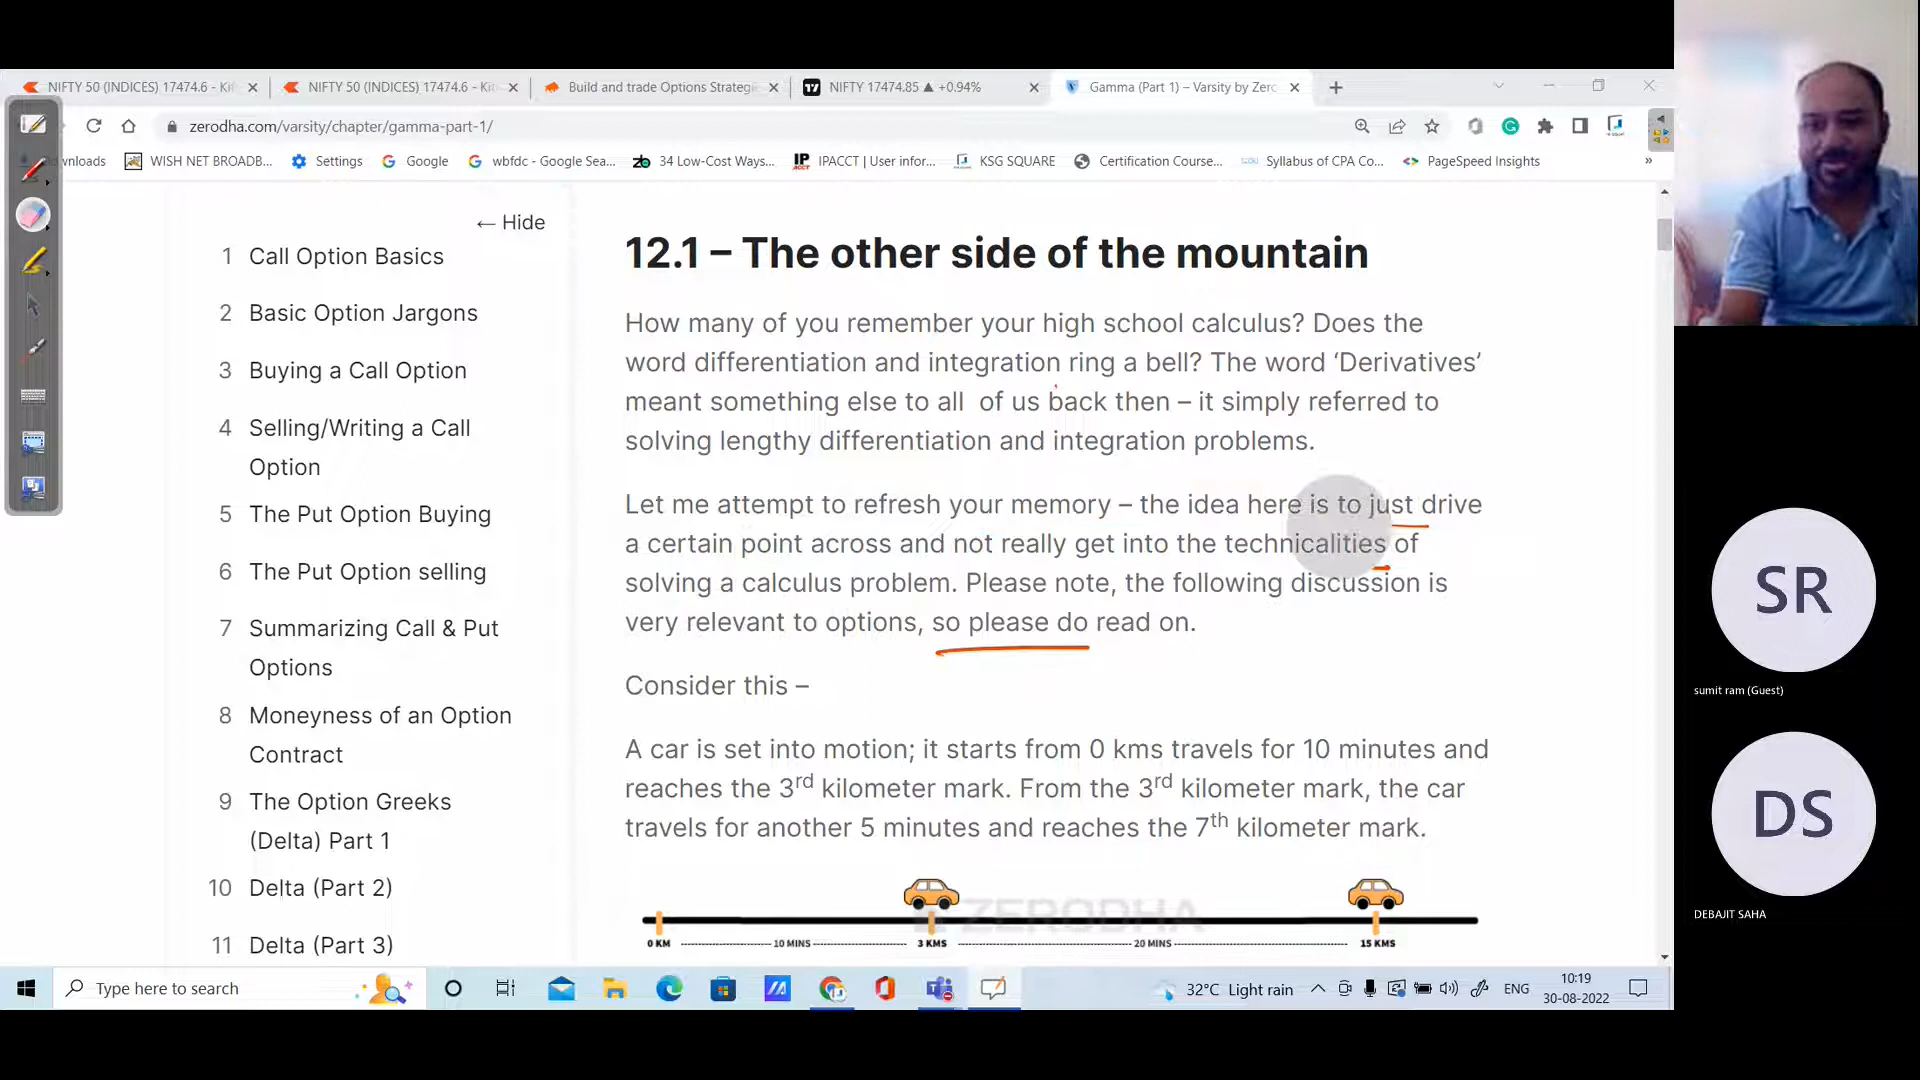 NIFTY 50 (INDICES) 17474.6 - Ki
NIFTY 50 (INDICES) 17474.6 - Kit
Build and trade Options Strategi
NIFTY 17474.85 ▲ +0.94%
Gamma (Part 1) – Varsity by Zerc
zerodha.com/varsity/chapter/gamma-part-1/
wnloads
WISH NET BROADB...
Settings
Google
wbfdc - Google Sea...
34 Low-Cost Ways...
IPACCT | User infor...
KSG SQUARE
Certification Course...
Syllabus of CPA Co...
PageSpeed Insights
»
← Hide
1 Call Option Basics
2 Basic Option Jargons
3 Buying a Call Option
4 Selling/Writing a Call
Option
5 The Put Option Buying
6 The Put Option selling
7 Summarizing Call & Put
Options
8 Moneyness of an Option
Contract
9 The Option Greeks
(Delta) Part 1
10 Delta (Part 2)
11 Delta (Part 3)
12.1 – The other side of the mountain
How many of you remember your high school calculus? Does the
word differentiation and integration ring a bell? The word ‘Derivatives’
meant something else to all of us back then – it simply referred to
solving lengthy differentiation and integration problems.
Let me attempt to refresh your memory – the idea here is to just drive
a certain point across and not really get into the technicalities of
solving a calculus problem. Please note, the following discussion is
very relevant to options, so please do read on.
Consider this –
A car is set into motion; it starts from 0 kms travels for 10 minutes and
reaches the 3rd kilometer mark. From the 3rd kilometer mark, the car
travels for another 5 minutes and reaches the 7th kilometer mark.
ZERODHA
0 KM 10 MINS 3 KMS 20 MINS 15 KMS
Type here to search
32°C Light rain
ENG
10:19
30-08-2022
SR
sumit ram (Guest)
DS
DEBAJIT SAHA